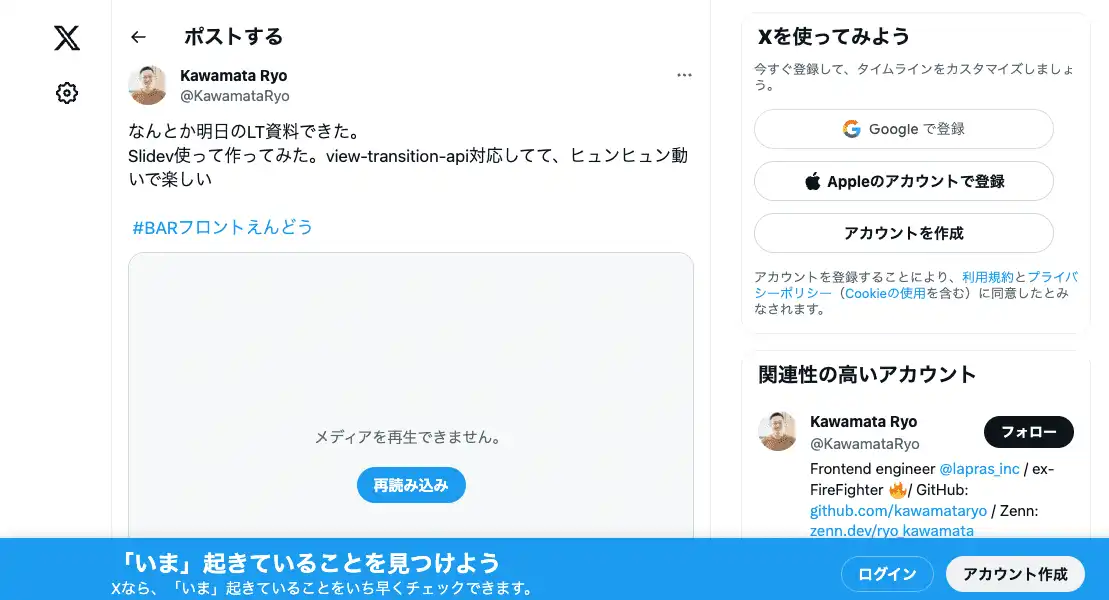 ポストする
Kawamata Ryo
@KawamataRyo
なんとか明日のLT資料できた。
Slidev使って作ってみた。view-transition-api対応してて、ヒュンヒュン動
いで楽しい
#BARフロントえんどう
メディアを再生できません。
再読み込み
Xを使ってみよう
今すぐ登録して、タイムラインをカスタマイズしましょ
う。
Google で登録
Appleのアカウントで登録
アカウントを作成
アカウントを登録することにより、利用規約とプライバ
シーポリシー（Cookieの使用を含む）に同意したとみ
なされます。
関連性の高いアカウント
Kawamata Ryo
@KawamataRyo
フォロー
Frontend engineer @lapras_inc / ex-
FireFighter 🔥/ GitHub:
github.com/kawamataryo / Zenn:
zenn.dev/ryo_kawamata
「いま」起きていることを見つけよう
Xなら、「いま」起きていることをいち早くチェックできます。
ログイン
アカウント作成